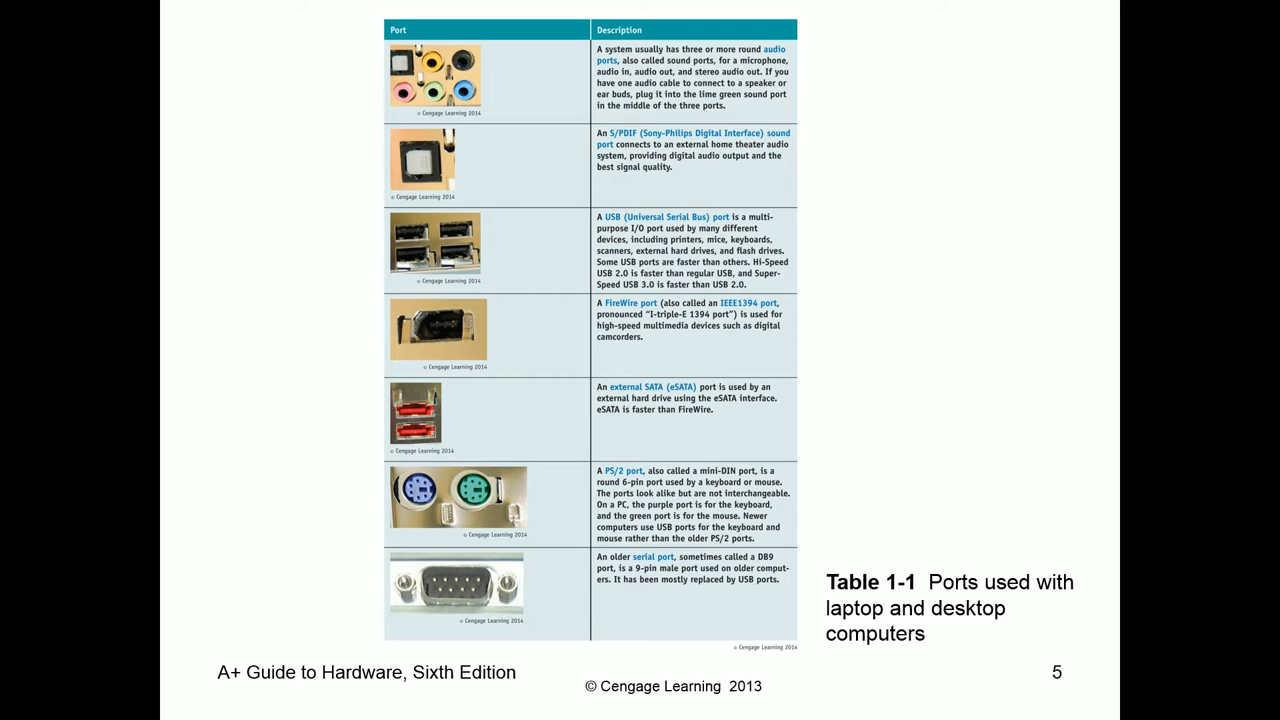 Port Description
A system usually has three or more round audio
ports, also called sound ports, for a microphone,
audio in, audio out, and stereo audio out. If you
have one audio cable to connect to a speaker or
ear buds, plug it into the lime green sound port
in the middle of the three ports.
© Cengage Learning 2014
An S/PDIF (Sony-Philips Digital Interface) sound
port connects to an external home theater audio
system, providing digital audio output and the
best signal quality.
© Cengage Learning 2014
A USB (Universal Serial Bus) port is a multi-
purpose I/O port used by many different
devices, including printers, mice, keyboards,
scanners, external hard drives, and flash drives.
Some USB ports are faster than others. Hi-Speed
USB 2.0 is faster than regular USB, and Super-
Speed USB 3.0 is faster than USB 2.0.
© Cengage Learning 2014
A FireWire port (also called an IEEE1394 port,
pronounced “I-triple-E 1394 port”) is used for
high-speed multimedia devices such as digital
camcorders.
© Cengage Learning 2014
An external SATA (eSATA) port is used by an
external hard drive using the eSATA interface.
eSATA is faster than FireWire.
© Cengage Learning 2014
A PS/2 port, also called a mini-DIN port, is a
round 6-pin port used by a keyboard or mouse.
The ports look alike but are not interchangeable.
On a PC, the purple port is for the keyboard,
and the green port is for the mouse. Newer
computers use USB ports for the keyboard and
mouse rather than the older PS/2 ports.
© Cengage Learning 2014
An older serial port, sometimes called a DB9
port, is a 9-pin male port used on older comput-
ers. It has been mostly replaced by USB ports.
© Cengage Learning 2014
© Cengage Learning 2014
Table 1-1 Ports used with
laptop and desktop
computers
A+ Guide to Hardware, Sixth Edition
© Cengage Learning 2013
5